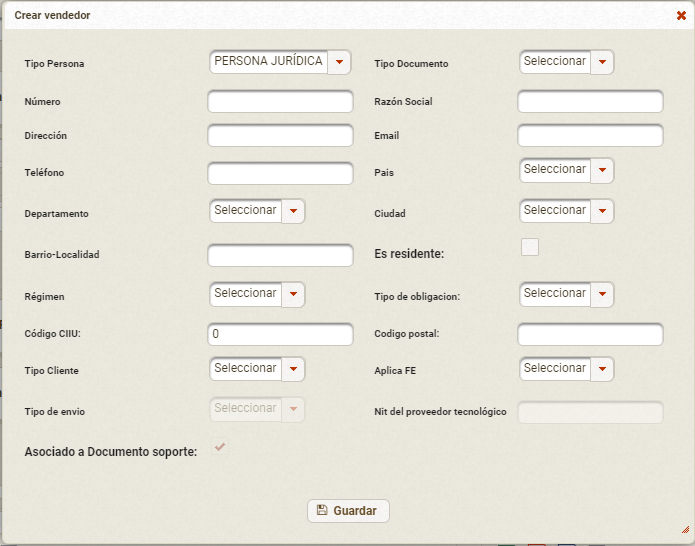 Crear vendedor
Tipo Persona PERSONA JURÍDICA Tipo Documento Seleccionar
Número Razón Social
Dirección Email
Teléfono Pais Seleccionar
Departamento Seleccionar Ciudad Seleccionar
Barrio-Localidad Es residente:
Régimen Seleccionar Tipo de obligacion: Seleccionar
Código CIIU: 0 Codigo postal:
Tipo Cliente Seleccionar Aplica FE Seleccionar
Tipo de envio Seleccionar Nit del proveedor tecnológico
Asociado a Documento soporte:
Guardar